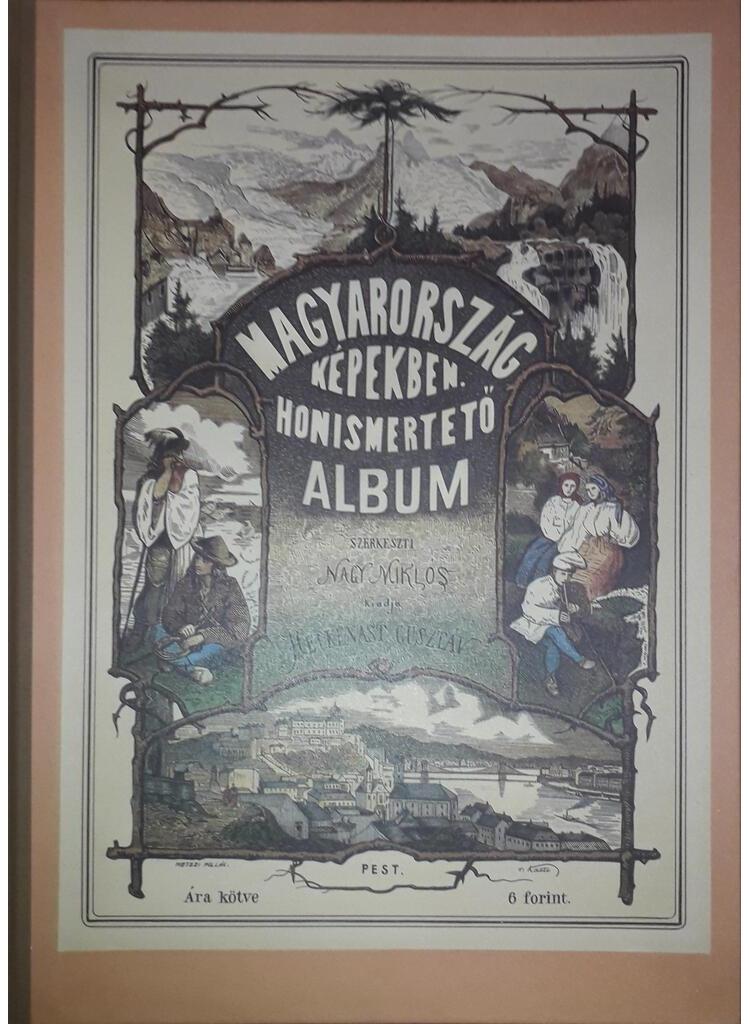 MAGYARORSZÁG
KÉPEKBEN.
HONISMERTETŐ
ALBUM
SZERKESZTI
NAGY MIKLÓS
Kiadja
HECKENAST GUSZTÁV
PEST.
Ára kötve
6 forint.